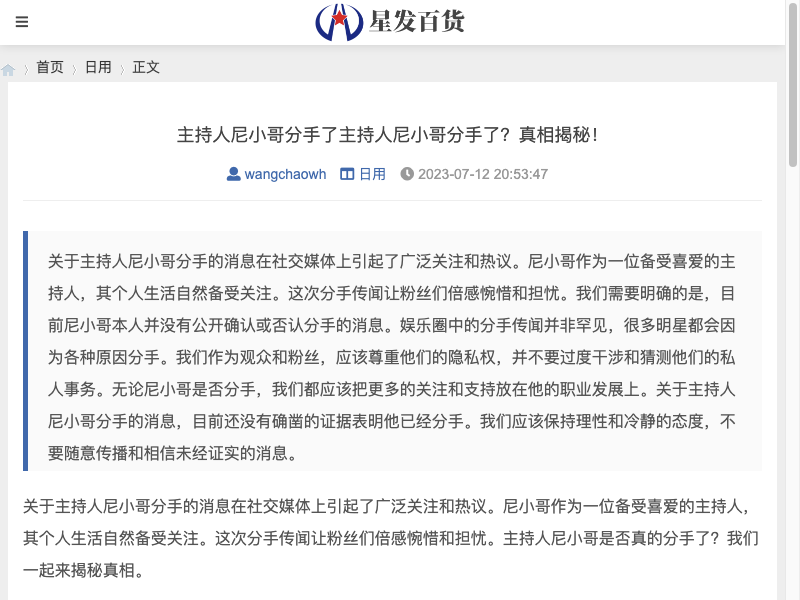 星发百货
首页 日用 正文
主持人尼小哥分手了主持人尼小哥分手了？真相揭秘！
wangchaowh 日用 2023-07-12 20:53:47
关于主持人尼小哥分手的消息在社交媒体上引起了广泛关注和热议。尼小哥作为一位备受喜爱的主
持人，其个人生活自然备受关注。这次分手传闻让粉丝们倍感惋惜和担忧。我们需要明确的是，目
前尼小哥本人并没有公开确认或否认分手的消息。娱乐圈中的分手传闻并非罕见，很多明星都会因
为各种原因分手。我们作为观众和粉丝，应该尊重他们的隐私权，并不要过度干涉和猜测他们的私
人事务。无论尼小哥是否分手，我们都应该把更多的关注和支持放在他的职业发展上。关于主持人
尼小哥分手的消息，目前还没有确凿的证据表明他已经分手。我们应该保持理性和冷静的态度，不
要随意传播和相信未经证实的消息。
关于主持人尼小哥分手的消息在社交媒体上引起了广泛关注和热议。尼小哥作为一位备受喜爱的主持人，
其个人生活自然备受关注。这次分手传闻让粉丝们倍感惋惜和担忧。主持人尼小哥是否真的分手了？我们
一起来揭秘真相。